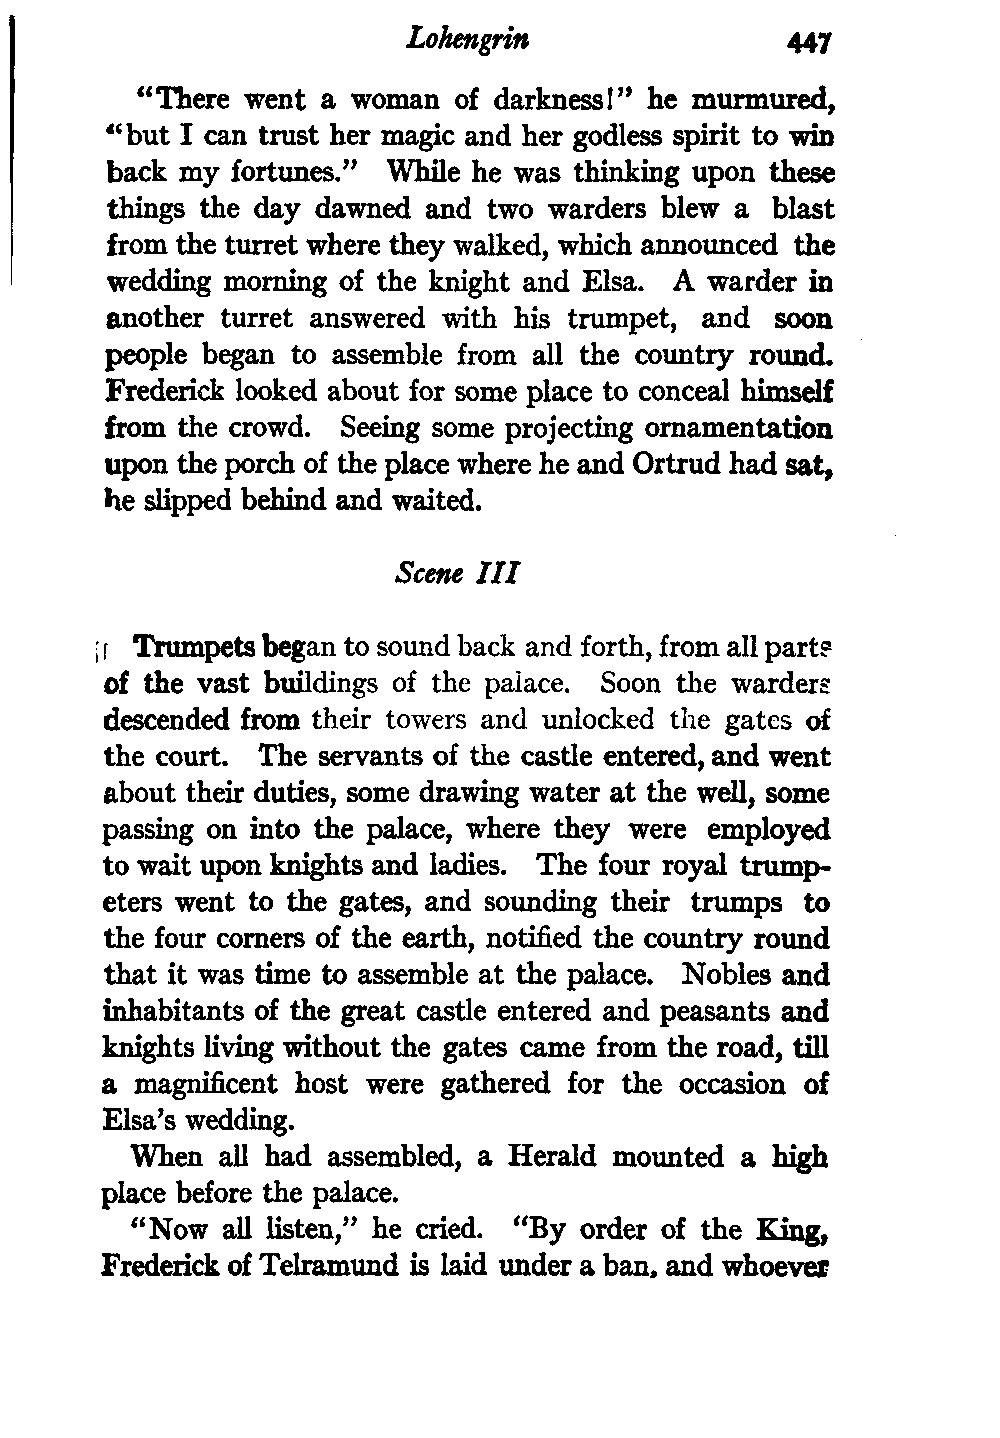 Lohengrin 447
“There went a woman of darkness!” he murmured,
“but I can trust her magic and her godless spirit to win
back my fortunes.” While he was thinking upon these
things the day dawned and two warders blew a blast
from the turret where they walked, which announced the
wedding morning of the knight and Elsa. A warder in
another turret answered with his trumpet, and soon
people began to assemble from all the country round.
Frederick looked about for some place to conceal himself
from the crowd. Seeing some projecting ornamentation
upon the porch of the place where he and Ortrud had sat,
he slipped behind and waited.
Scene III
Trumpets began to sound back and forth, from all parts
of the vast buildings of the palace. Soon the warders
descended from their towers and unlocked the gates of
the court. The servants of the castle entered, and went
about their duties, some drawing water at the well, some
passing on into the palace, where they were employed
to wait upon knights and ladies. The four royal trump-
eters went to the gates, and sounding their trumps to
the four corners of the earth, notified the country round
that it was time to assemble at the palace. Nobles and
inhabitants of the great castle entered and peasants and
knights living without the gates came from the road, till
a magnificent host were gathered for the occasion of
Elsa’s wedding.
When all had assembled, a Herald mounted a high
place before the palace.
“Now all listen,” he cried. “By order of the King,
Frederick of Telramund is laid under a ban, and whoever